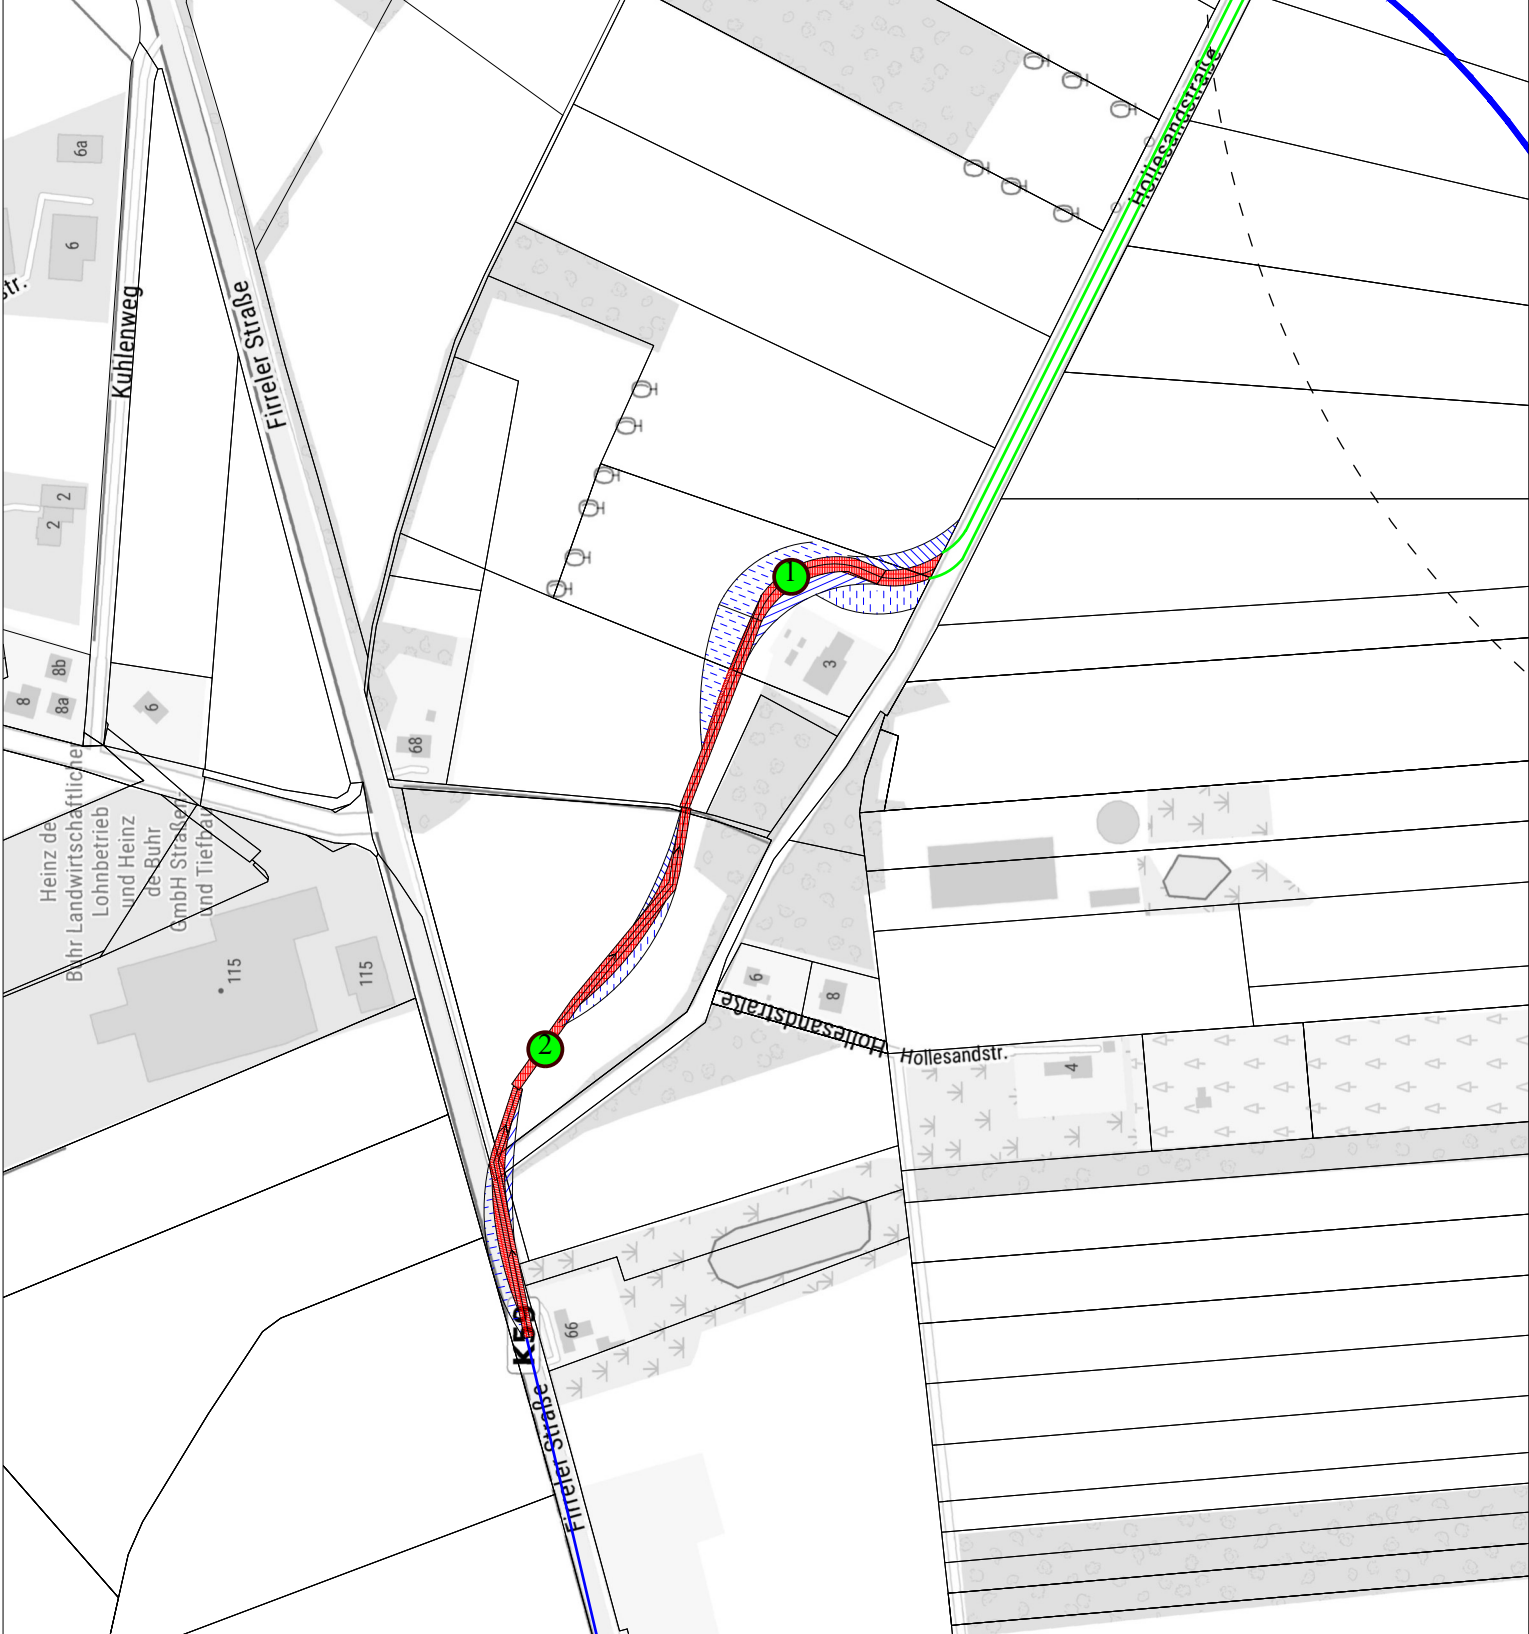 Hollesandstraße
6a
6
str.
Kuhlenweg
Firreler Straße
2
2
1
3
8b
8
8a
6
68
Heinz de
Buhr Landwirtschaftlicher
Lohnbetrieb
und Heinz
de Buhr
GmbH Straßen-
und Tiefbau
115
115
6
8
Hollesandstraße
Hollesandstr.
2
4
66
K59
Firreler Straße